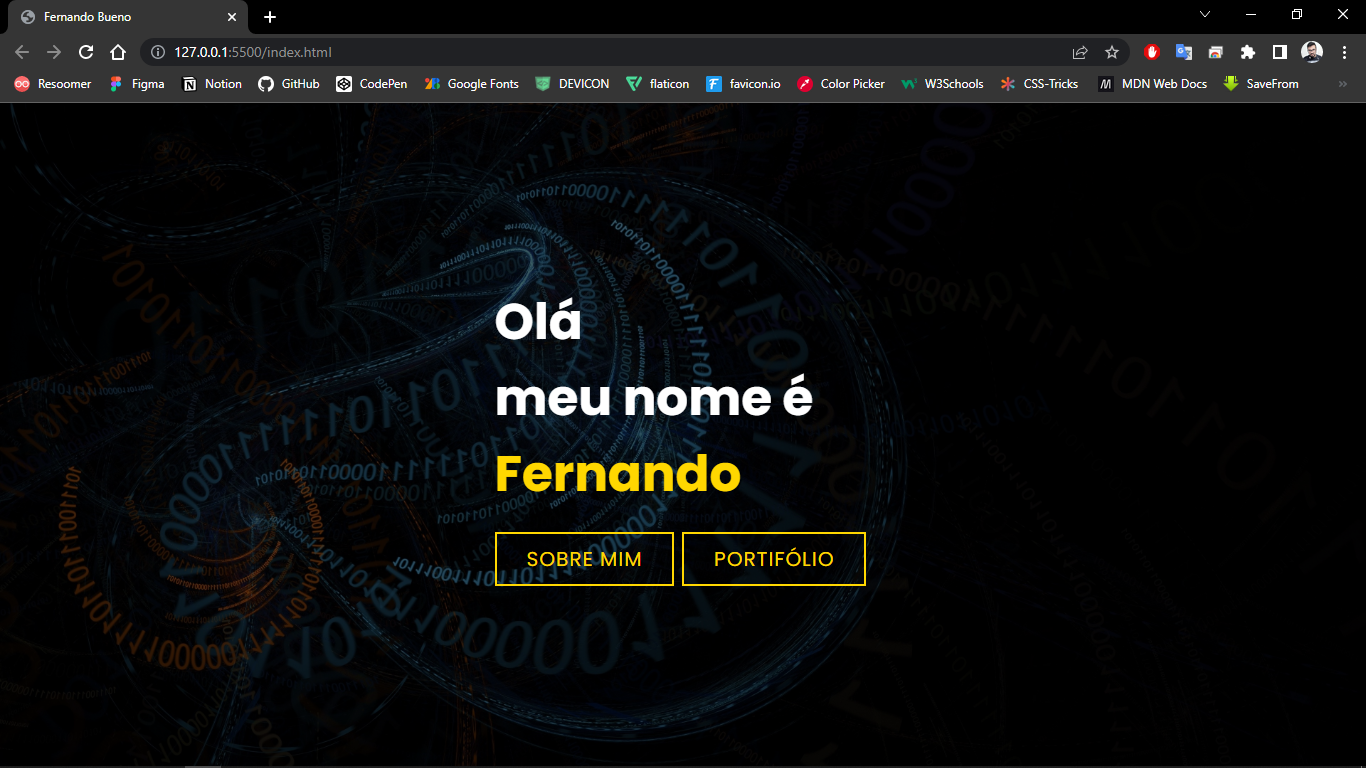 Fernando Bueno
127.0.0.1:5500/index.html
Resoomer Figma Notion GitHub CodePen Google Fonts DEVICON flaticon favicon.io Color Picker W3Schools CSS-Tricks MDN Web Docs SaveFrom »
Olá
meu nome é
Fernando
SOBRE MIM PORTIFÓLIO